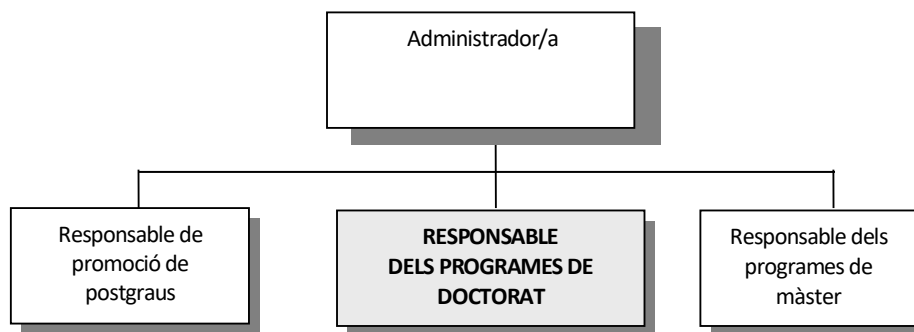 Administrador/a
Responsable de
promoció de
postgraus
RESPONSABLE
DELS PROGRAMES DE
DOCTORAT
Responsable dels
programes de
màster